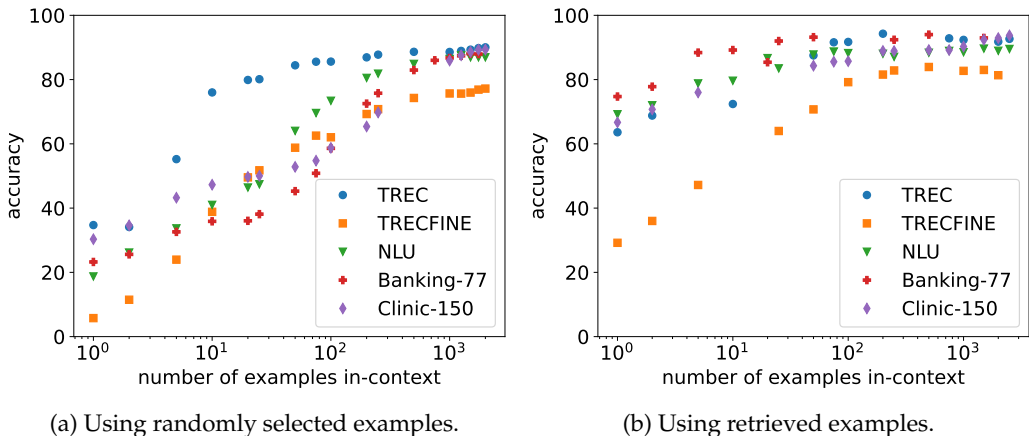 100
80
60
40
20
0
accuracy
10^0
10^1
10^2
10^3
number of examples in-context
TREC
TRECFINE
NLU
Banking-77
Clinic-150
(a) Using randomly selected examples.
100
80
60
40
20
0
accuracy
10^0
10^1
10^2
10^3
number of examples in-context
TREC
TRECFINE
NLU
Banking-77
Clinic-150
(b) Using retrieved examples.